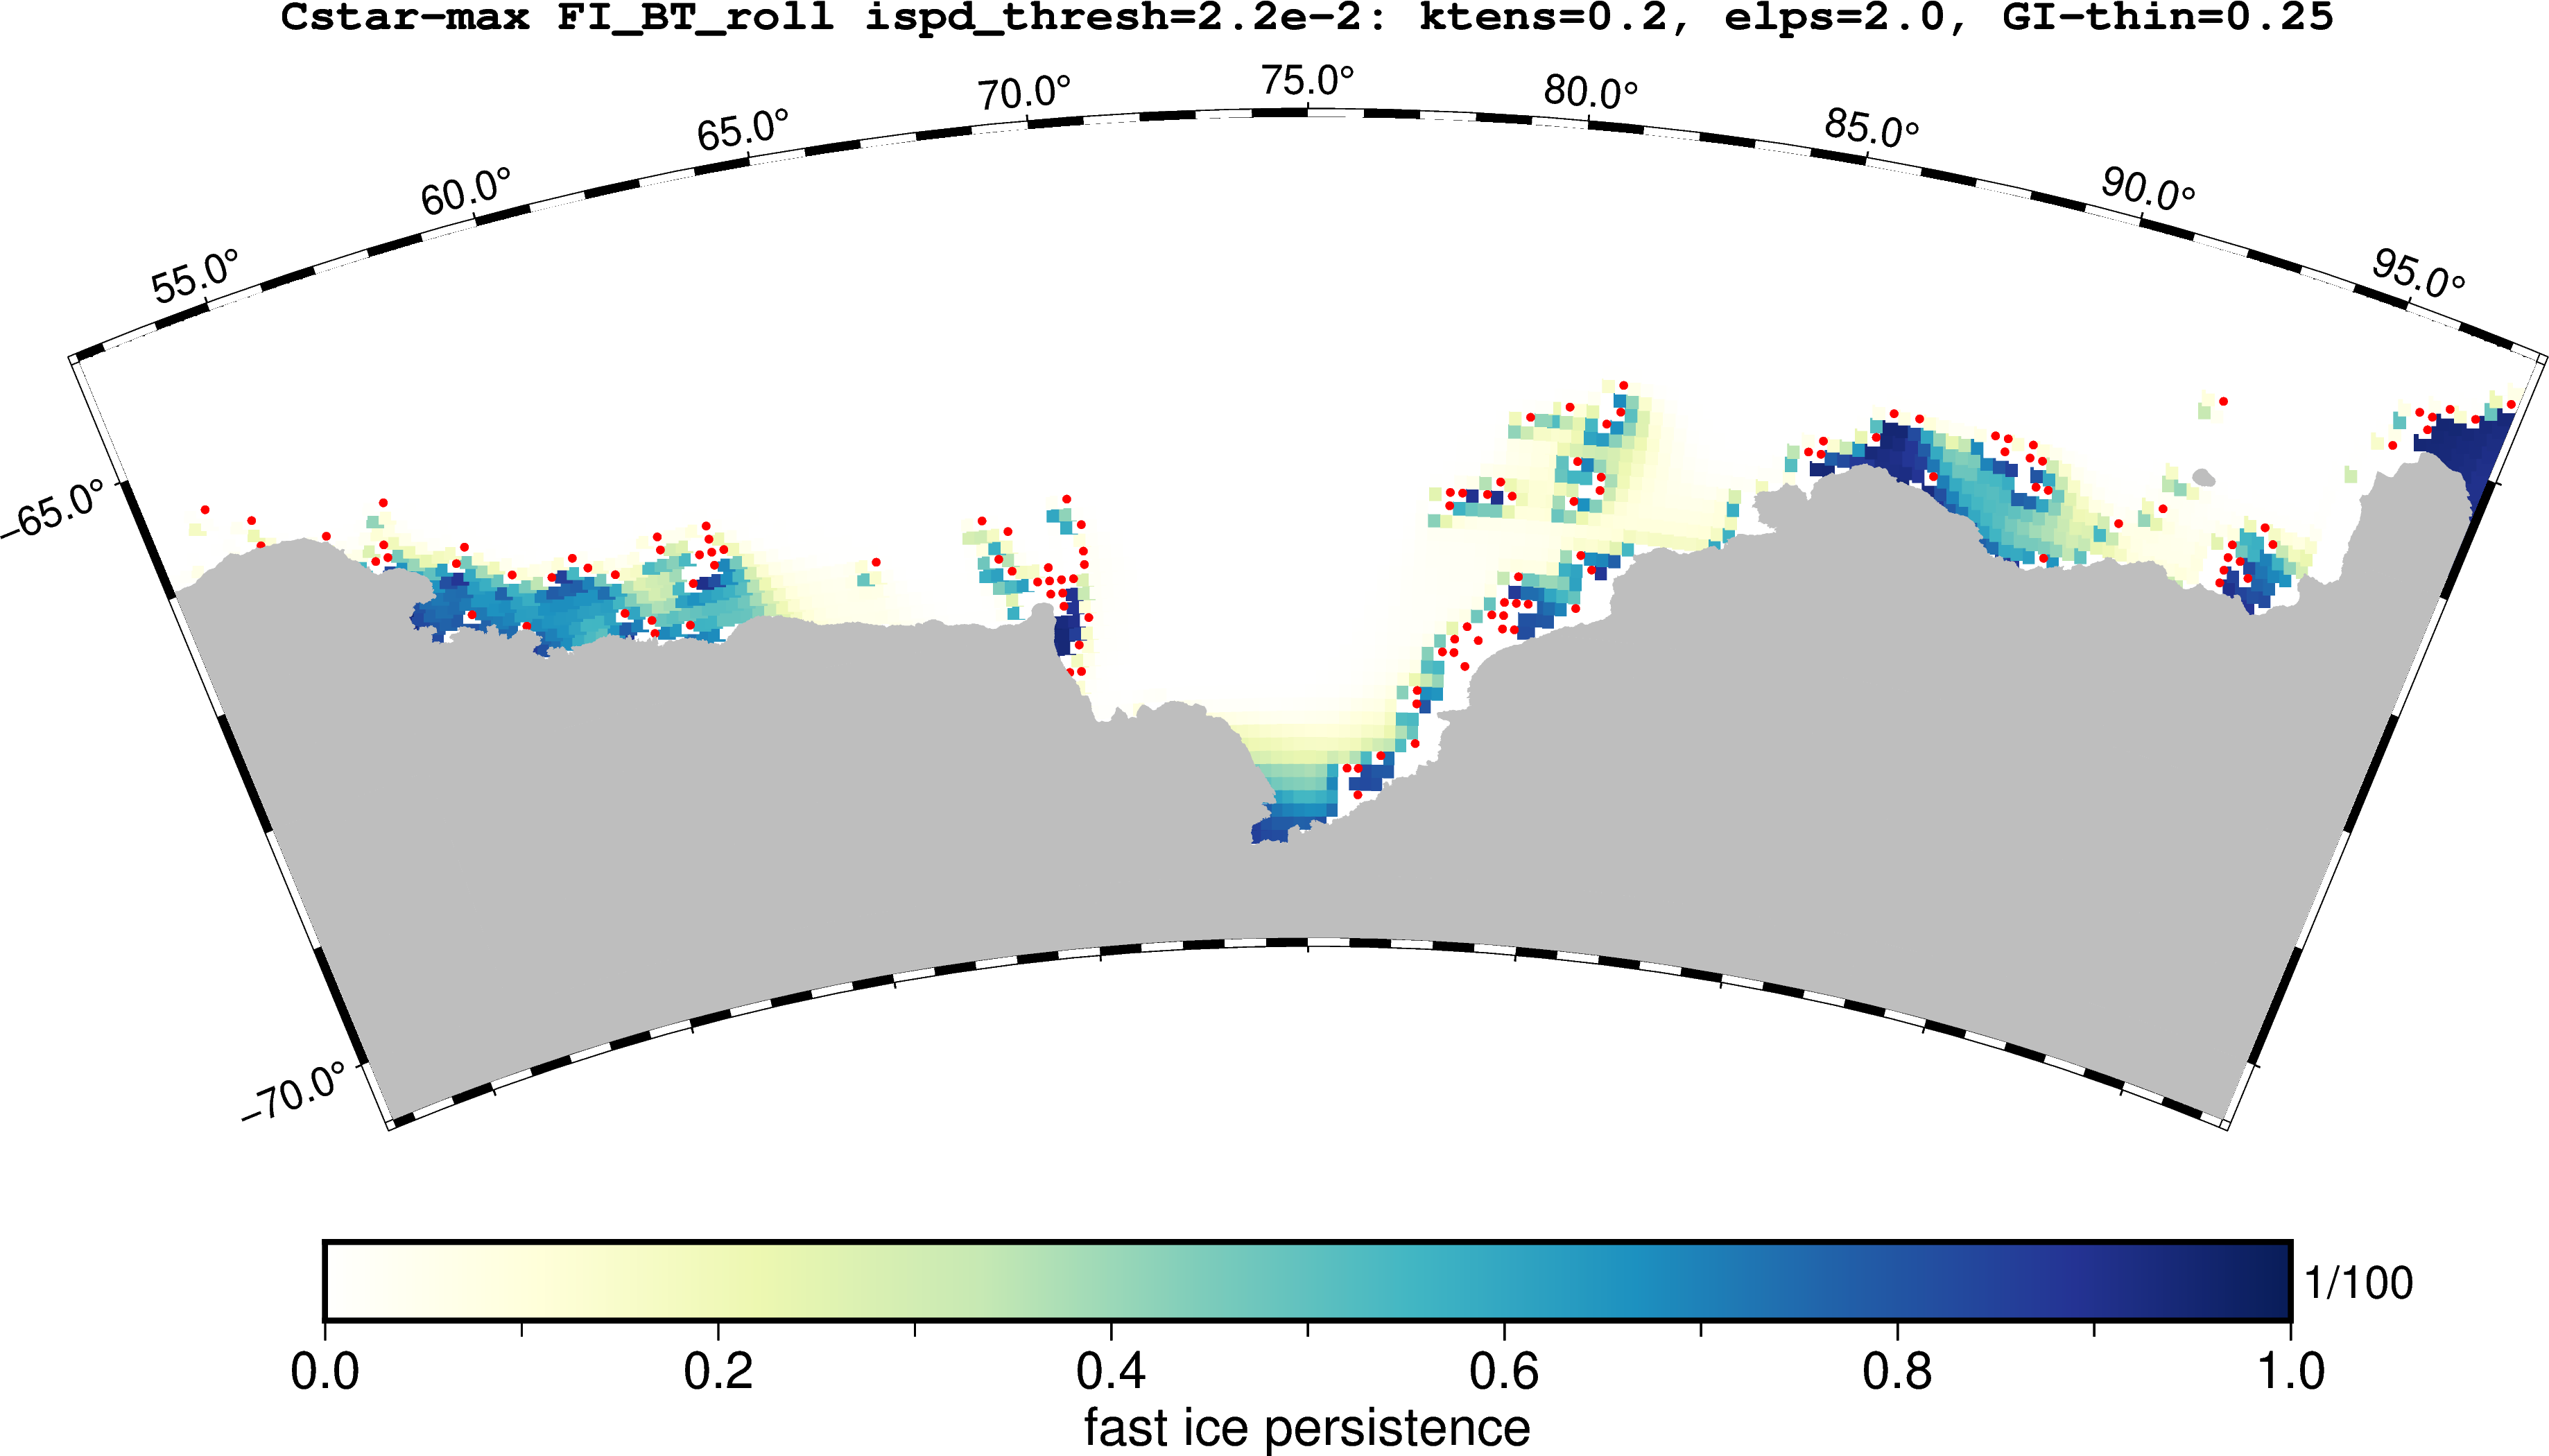 Cstar-max FI_BT_roll ispd_thresh=2.2e-2: ktens=0.2, elps=2.0, GI-thin=0.25
55.0° 60.0° 65.0° 70.0° 75.0° 80.0° 85.0° 90.0° 95.0°
-65.0°
-70.0°
1/100
0.0 0.2 0.4 0.6 0.8 1.0
fast ice persistence